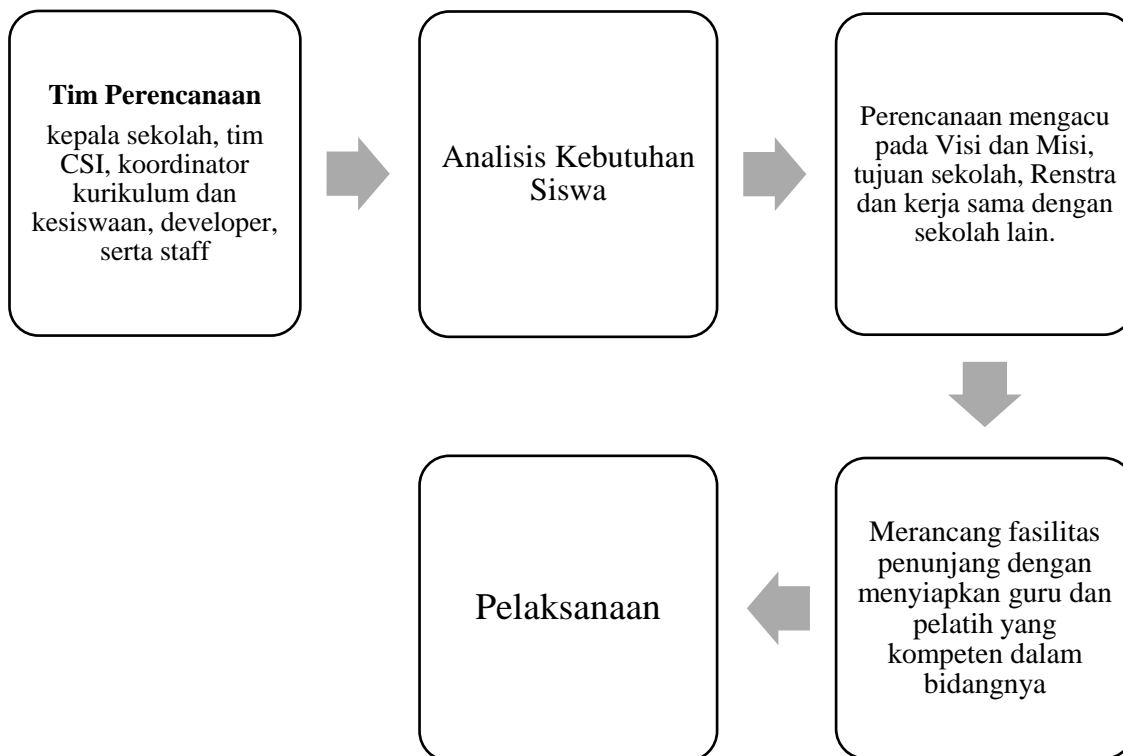 Tim Perencanaan
kepala sekolah, tim
CSI, koordinator
kurikulum dan
kesiswaan, developer,
serta staff
Analisis Kebutuhan
Siswa
Perencanaan mengacu
pada Visi dan Misi,
tujuan sekolah, Renstra
dan kerja sama dengan
sekolah lain.
Merancang fasilitas
penunjang dengan
menyiapkan guru dan
pelatih yang
kompeten dalam
bidangnya
Pelaksanaan